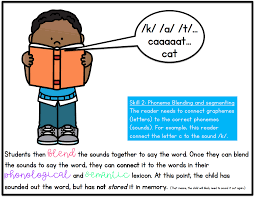 /k/ /a/ /t/...
caaaaat...
cat
Skill 2: Phoneme Blending and segmenting
The reader needs to connect graphemes
(letters) to the correct phonemes
(sounds). For example, this reader
connected the letter c to the sound /k/.
Students then blend the sounds together to say the word. Once they can blend
the sounds to say the word, they can connect it to the words in their
phonological and semantic lexicon. At this point, the child has
sounded out the word, but has not stored it in memory.